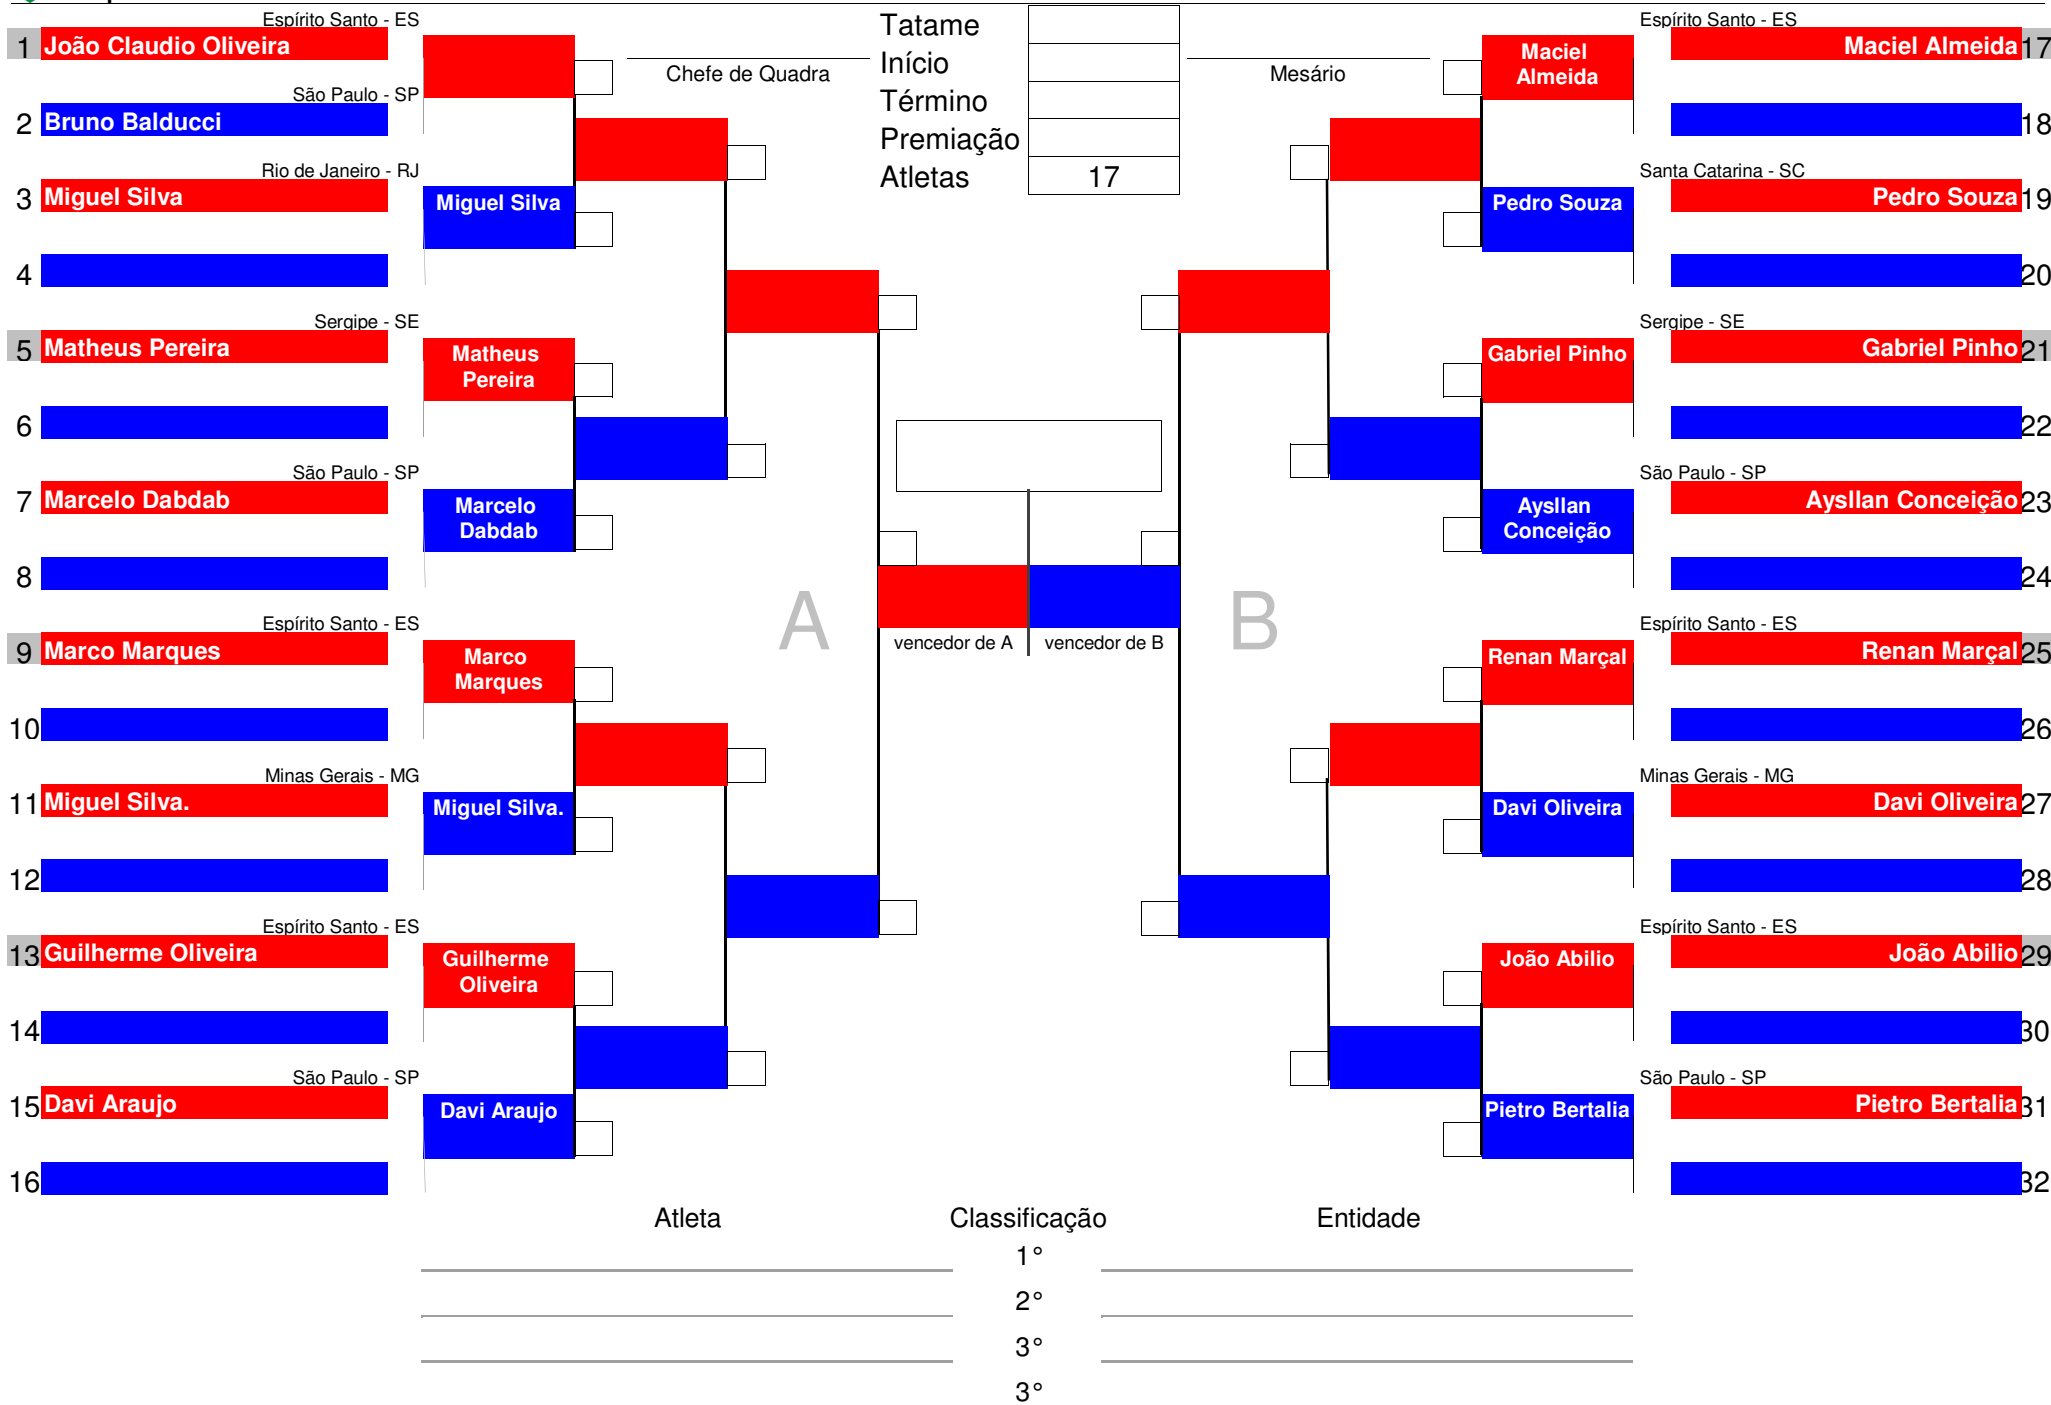 Espírito Santo - ES
1 João Claudio Oliveira
São Paulo - SP
2 Bruno Balducci
Rio de Janeiro - RJ
3 Miguel Silva
4
Sergipe - SE
5 Matheus Pereira
6
São Paulo - SP
7 Marcelo Dabdab
8
Espírito Santo - ES
9 Marco Marques
10
Minas Gerais - MG
11 Miguel Silva.
12
Espírito Santo - ES
13 Guilherme Oliveira
14
São Paulo - SP
15 Davi Araujo
16
Miguel Silva
Matheus
Pereira
Marcelo
Dabdab
Marco
Marques
Miguel Silva.
Guilherme
Oliveira
Davi Araujo
Chefe de Quadra
Tatame
Início
Término
Premiação
Atletas 17
Mesário
A
vencedor de A
vencedor de B
B
Maciel
Almeida
Pedro Souza
Gabriel Pinho
Aysllan
Conceição
Renan Marçal
Davi Oliveira
João Abilio
Pietro Bertalia
Espírito Santo - ES
Maciel Almeida 17
18
Santa Catarina - SC
Pedro Souza 19
20
Sergipe - SE
Gabriel Pinho 21
22
São Paulo - SP
Aysllan Conceição 23
24
Espírito Santo - ES
Renan Marçal 25
26
Minas Gerais - MG
Davi Oliveira 27
28
Espírito Santo - ES
João Abilio 29
30
São Paulo - SP
Pietro Bertalia 31
32
Atleta Classificação Entidade
1°
2°
3°
3°